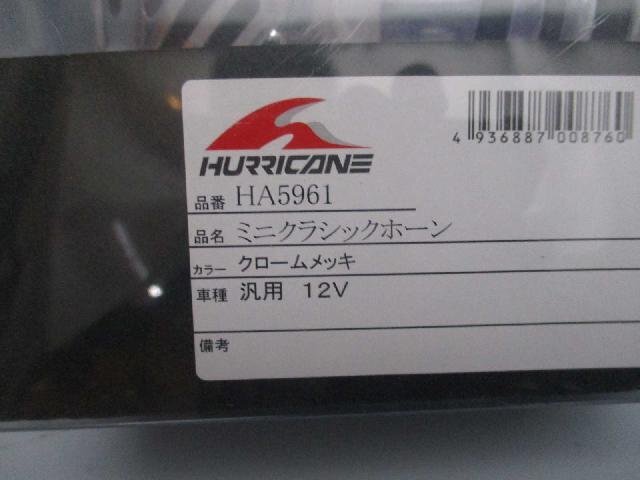 HURRICANE
4 936887 008760
品番 HA5961
品名 ミニクラシックホーン
カラー クロームメッキ
車種 汎用 12V
備考